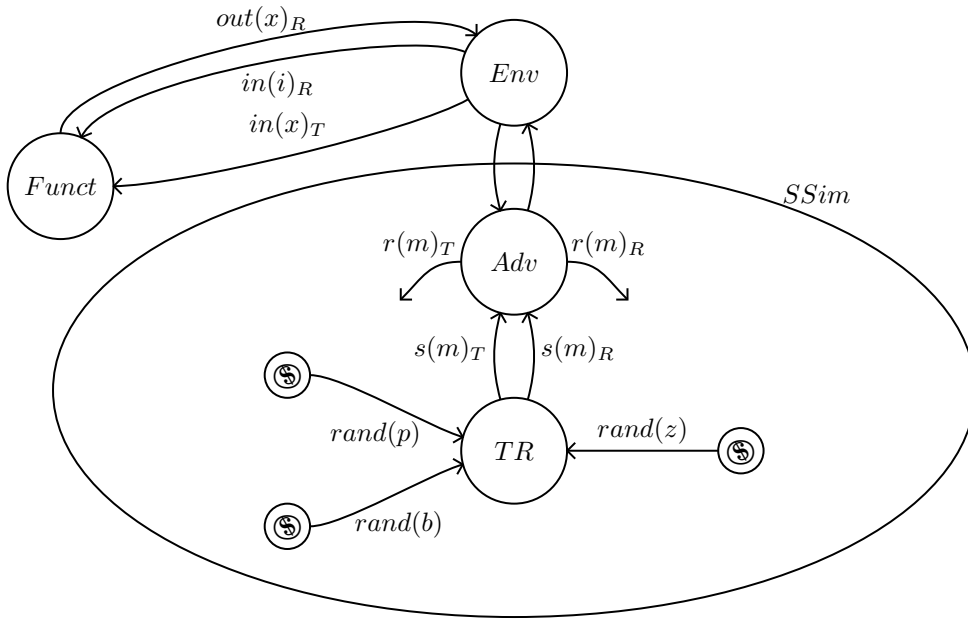 out(x)_R
Env
in(i)_R
in(x)_T
Funct
SSim
r(m)_T
r(m)_R
Adv
s(m)_T
s(m)_R
$
rand(p)
rand(z)
TR
$
rand(b)
$